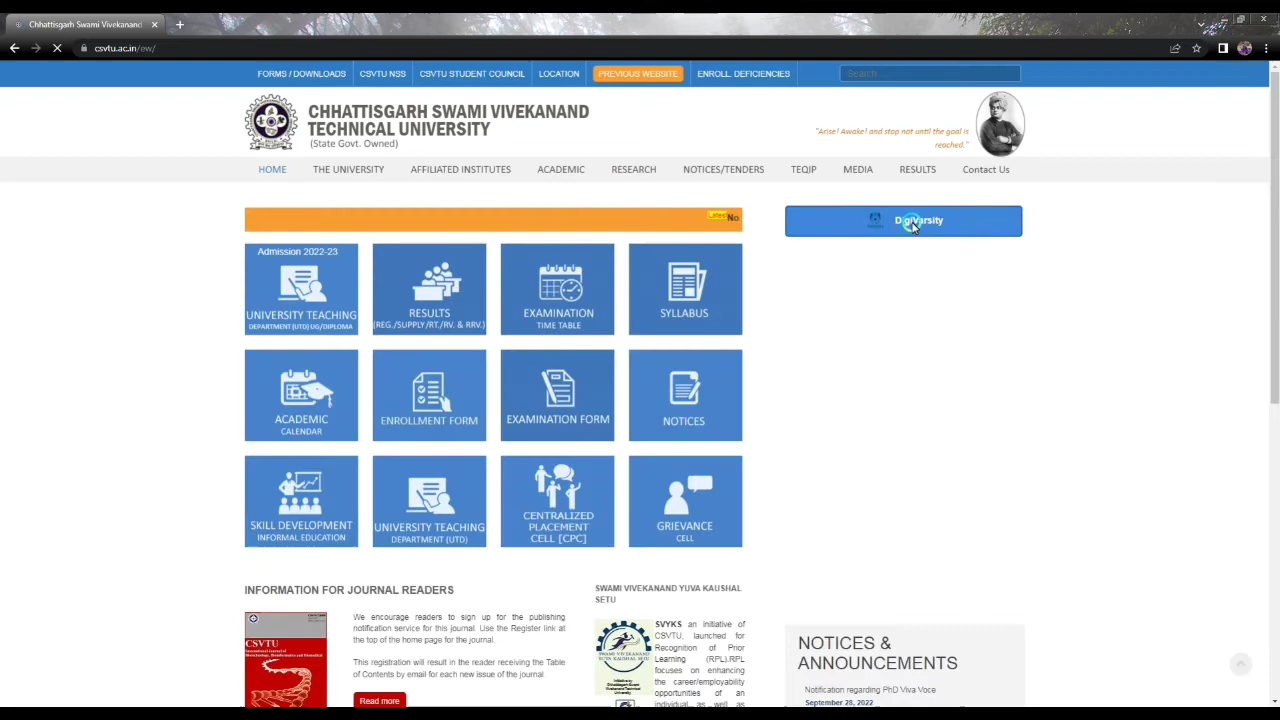 Chhattisgarh Swami Vivekanand
csvtu.ac.in/ew/
FORMS / DOWNLOADS
CSVTU NSS
CSVTU STUDENT COUNCIL
LOCATION
PREVIOUS WEBSITE
ENROLL. DEFICIENCIES
Search ...
CHHATTISGARH SWAMI VIVEKANAND
TECHNICAL UNIVERSITY
(State Govt. Owned)
"Arise! Awake! and stop not until the goal is
reached."
HOME
THE UNIVERSITY
AFFILIATED INSTITUTES
ACADEMIC
RESEARCH
NOTICES/TENDERS
TEQIP
MEDIA
RESULTS
Contact Us
Latest
No
DigiVarsity
Admission 2022-23
UNIVERSITY TEACHING
DEPARTMENT (UTD) UG/DIPLOMA
RESULTS
(REG./SUPPLY/RT./RV. & RRV.)
EXAMINATION
TIME TABLE
SYLLABUS
ACADEMIC
CALENDAR
ENROLLMENT FORM
EXAMINATION FORM
NOTICES
SKILL DEVELOPMENT
INFORMAL EDUCATION
UNIVERSITY TEACHING
DEPARTMENT (UTD)
CENTRALIZED
PLACEMENT
CELL [CPC]
GRIEVANCE
CELL
INFORMATION FOR JOURNAL READERS
CSVTU
We encourage readers to sign up for the publishing
notification service for this journal. Use the Register link at
the top of the home page for the journal.
This registration will result in the reader receiving the Table
of Contents by email for each new issue of the journal.
Read more
SWAMI VIVEKANAND YUVA KAUSHAL
SETU
SVYKS an Initiative of
CSVTU, launched for
Recognition of Prior
Learning (RPL).RPL
focuses on enhancing
the career/employability
opportunities of an
individual as well as
NOTICES &
ANNOUNCEMENTS
Notification regarding PhD Viva Voce
September 28, 2022